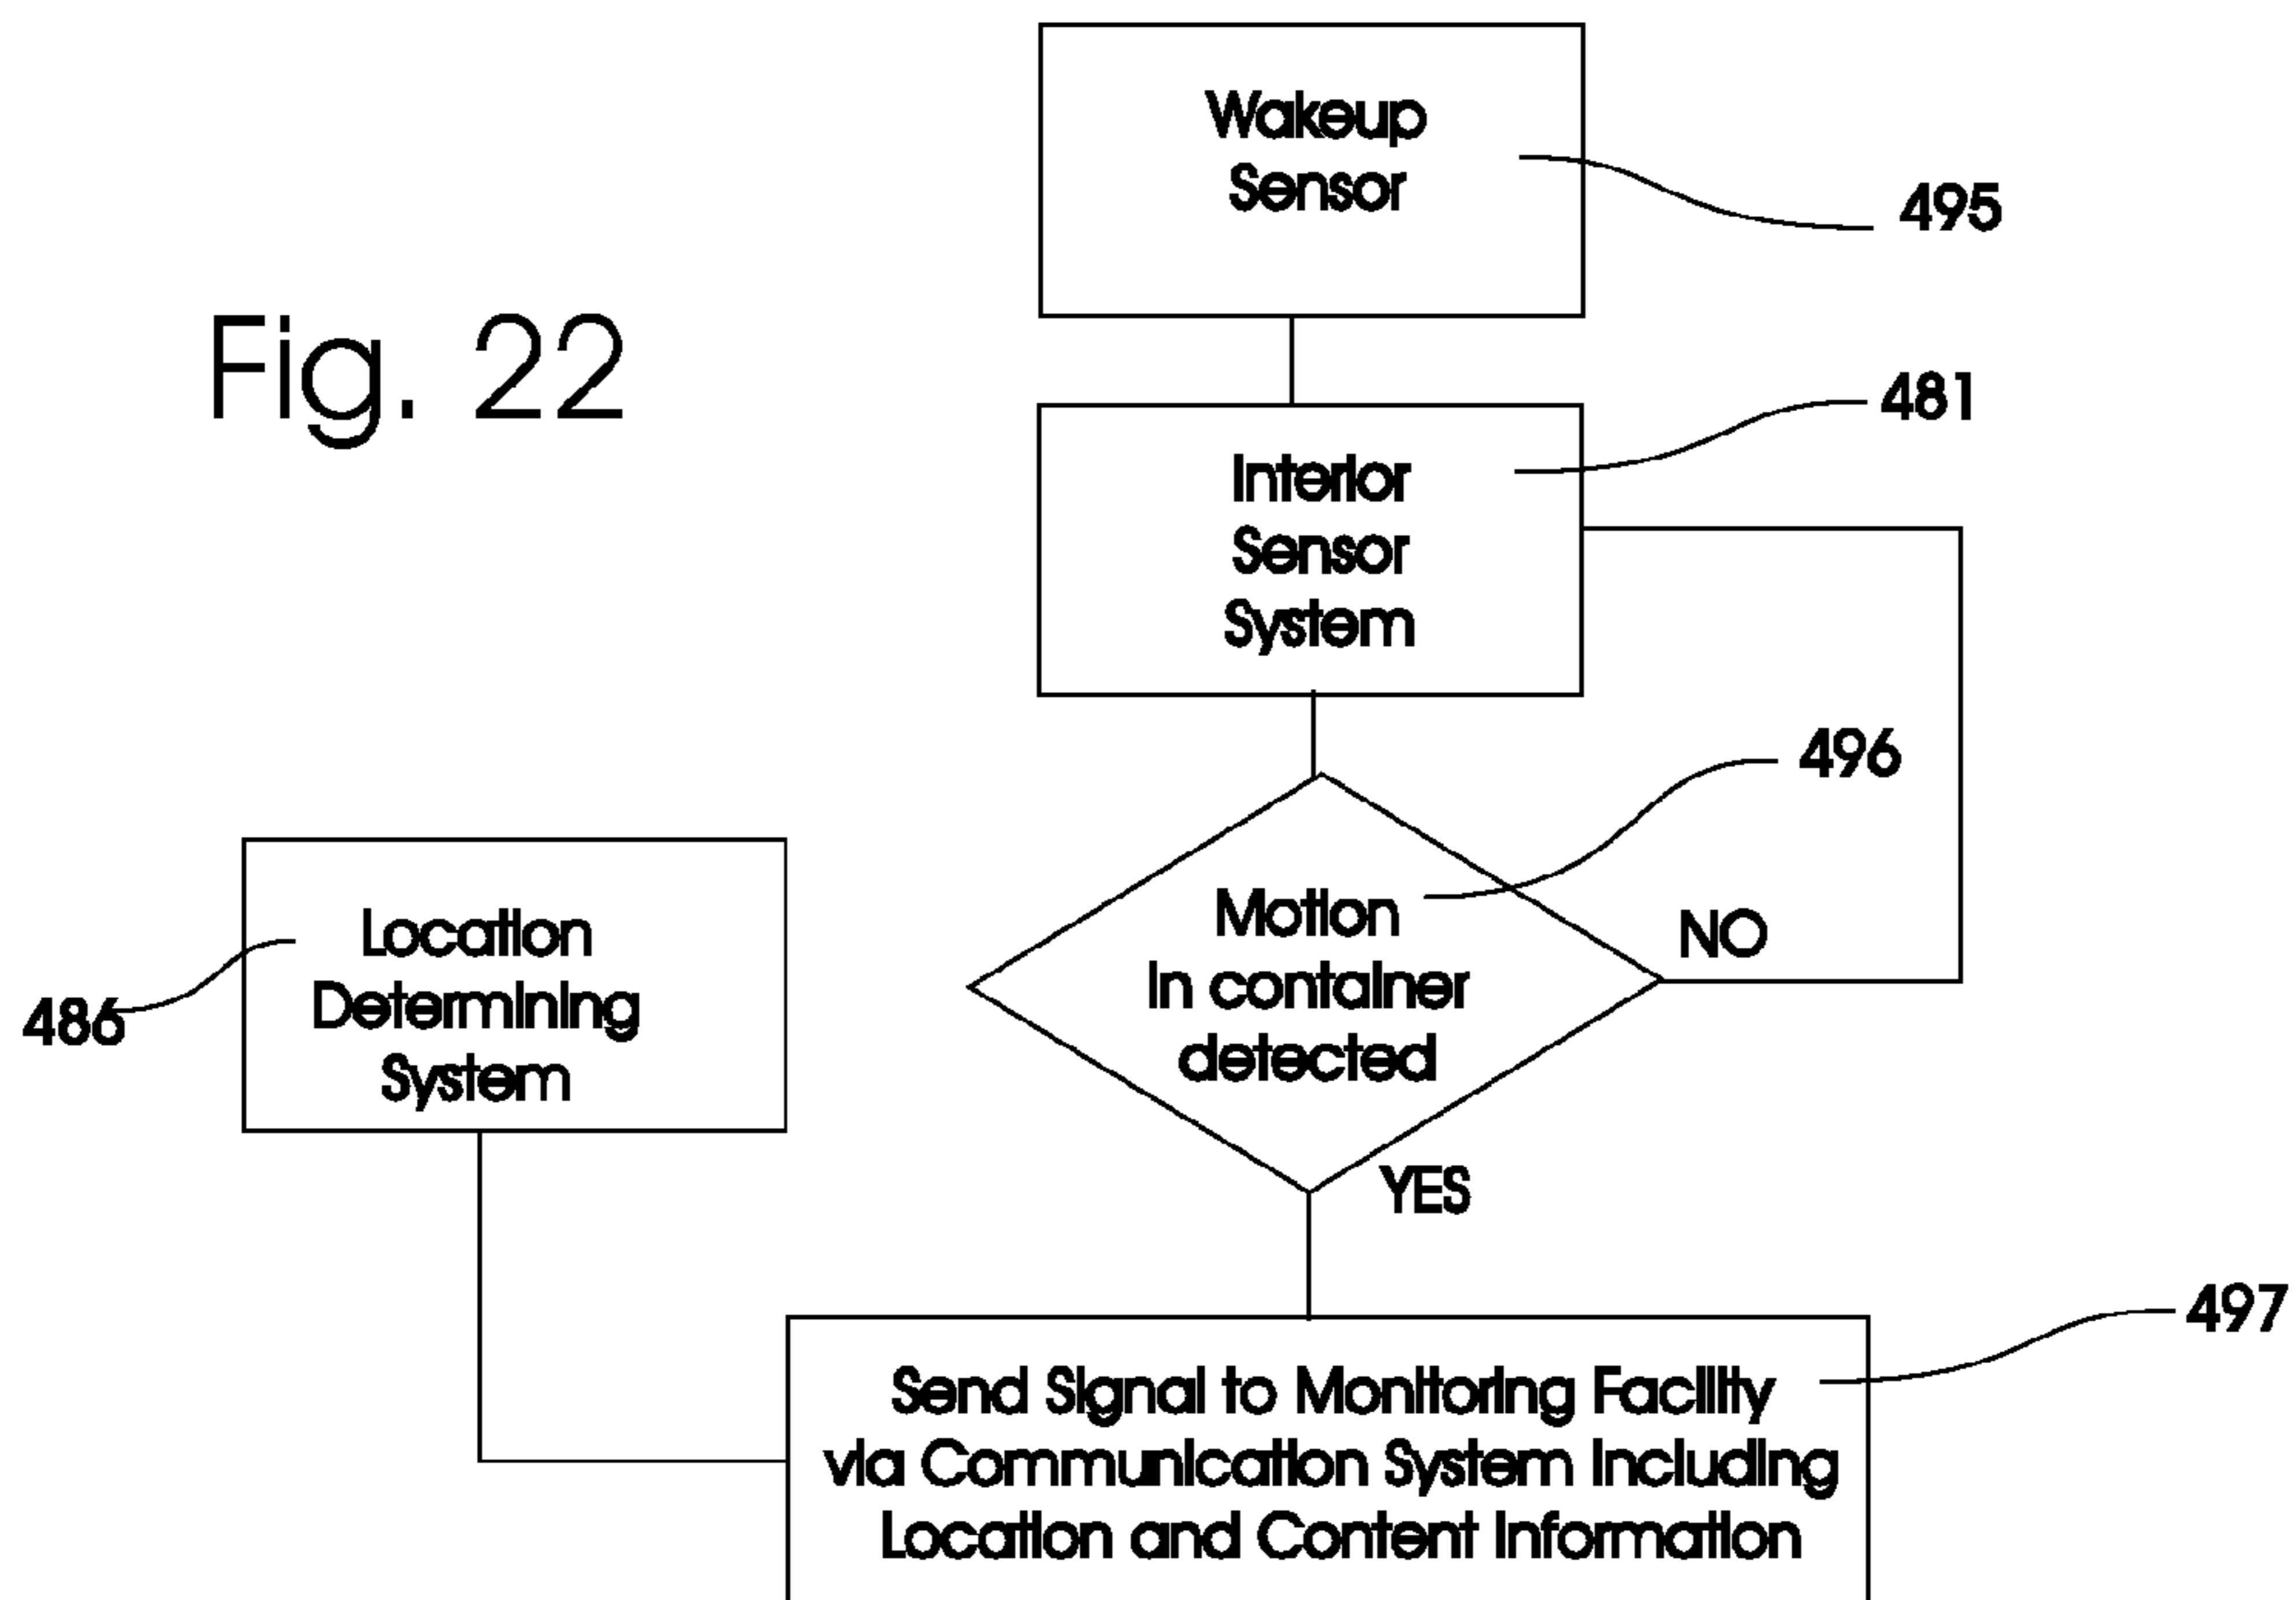 Wakeup
Sensor
495
Fig. 22
481
Interior
Sensor
System
496
Motion
in container
detected
NO
Location
Determining
System
486
YES
497
Send Signal to Monitoring Facility
via Communication System Including
Location and Content Information